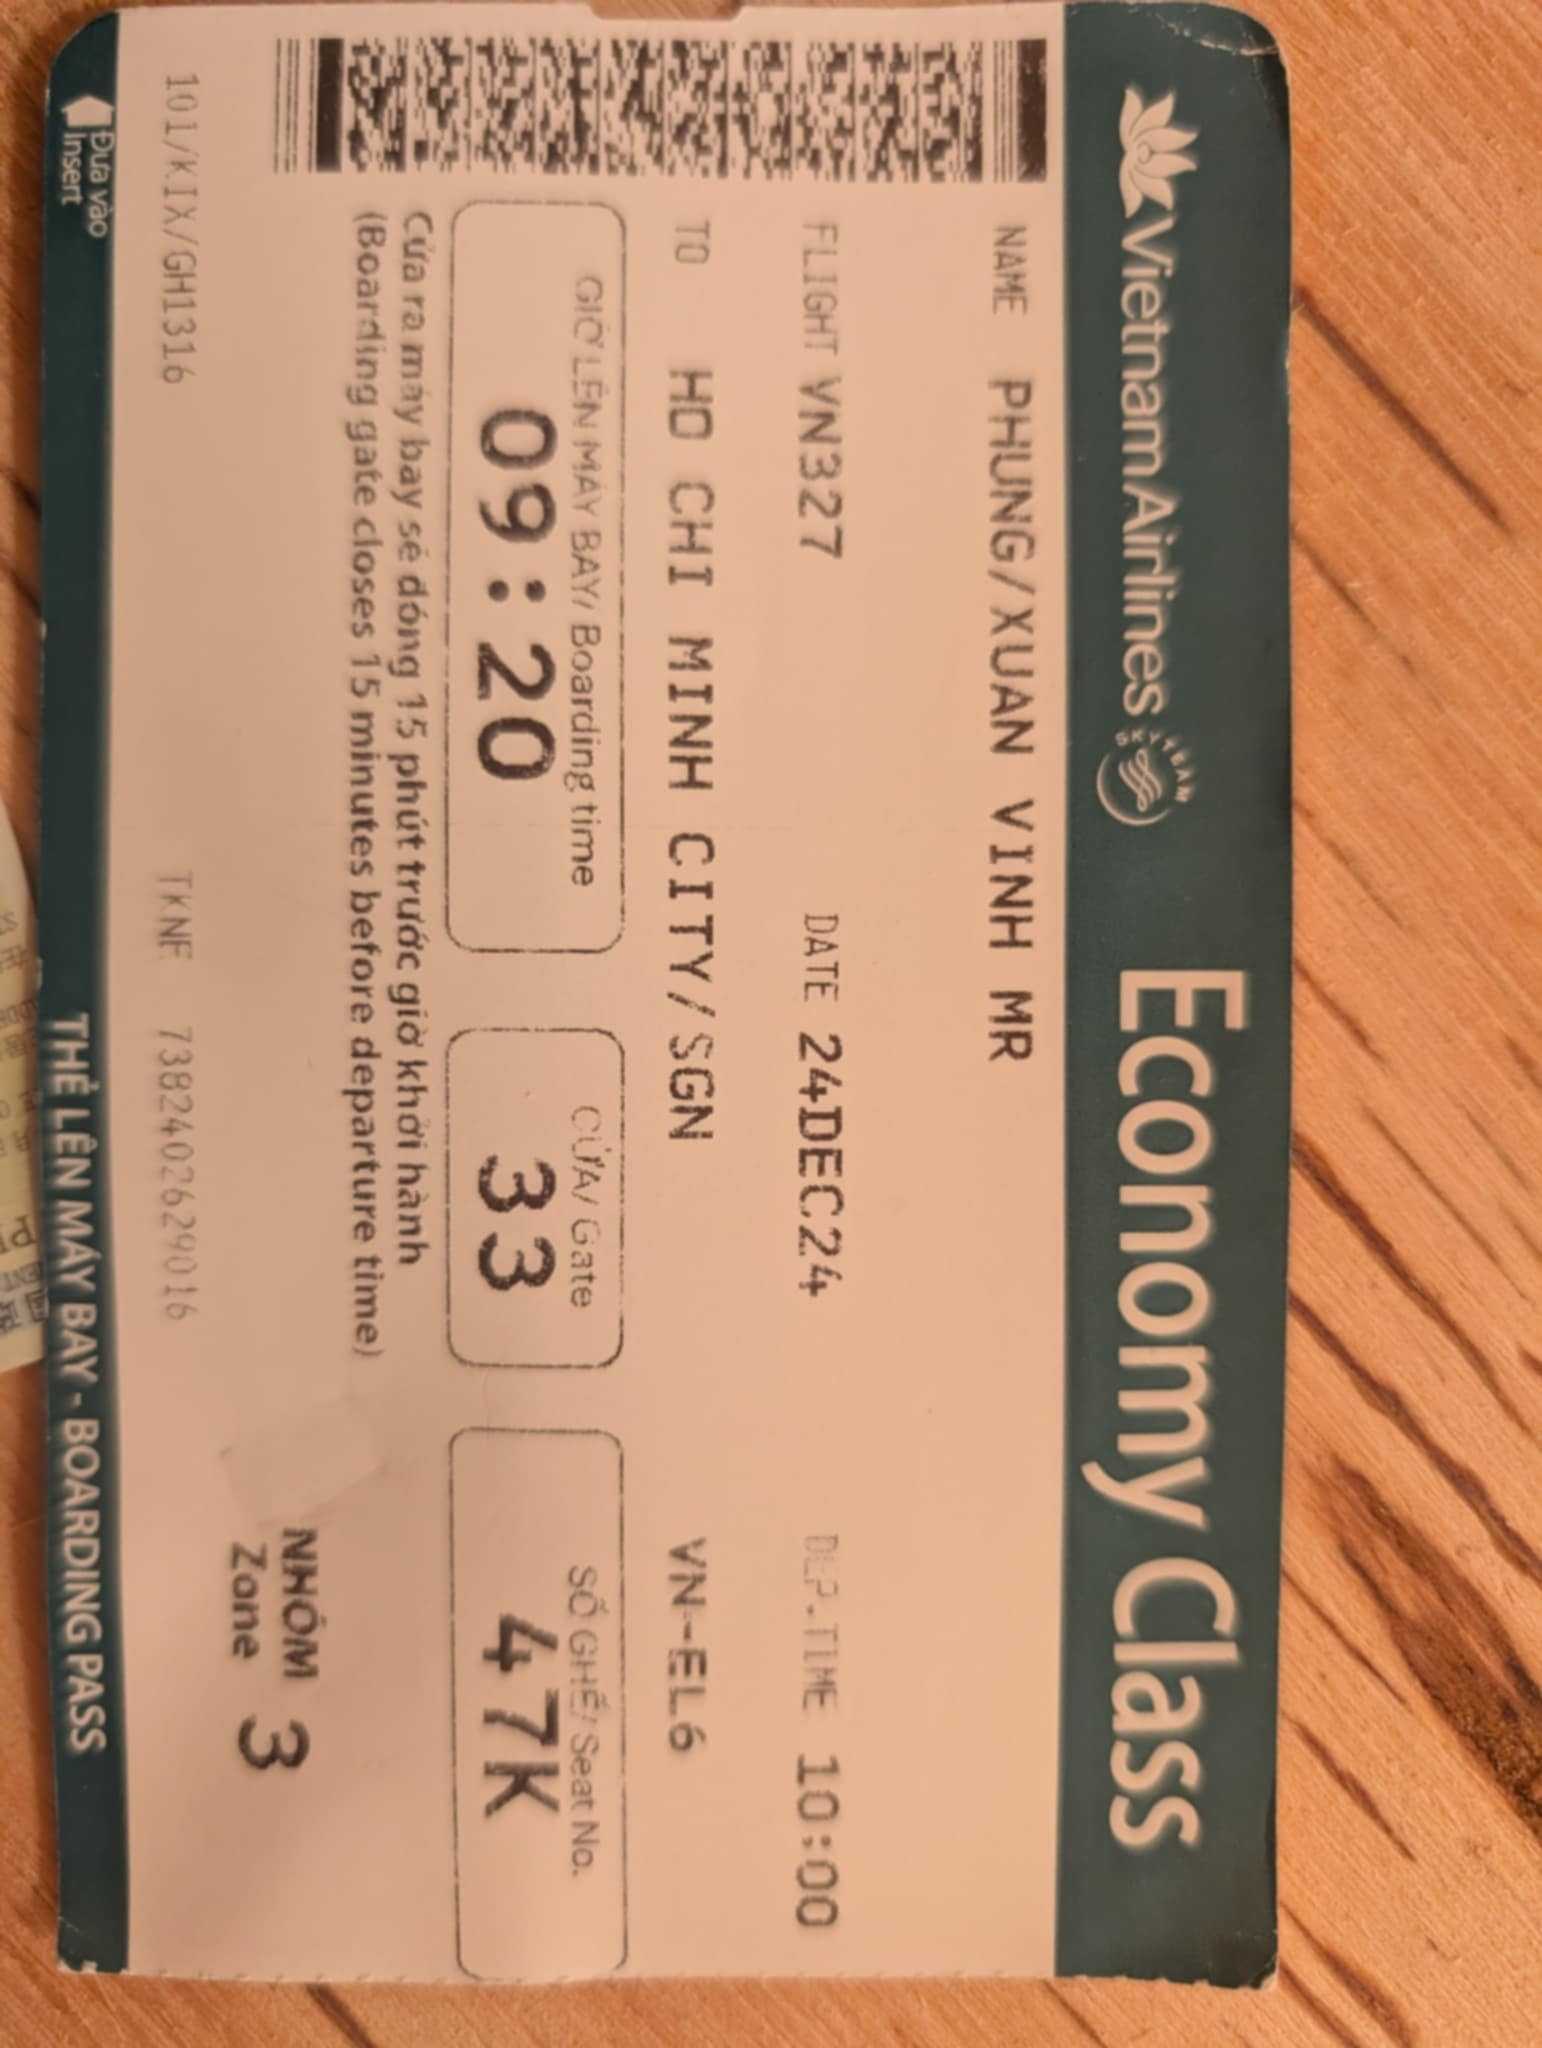 Vietnam Airlines SKYTEAM Economy Class
NAME PHUNG/XUAN VINH MR
FLIGHT VN327 DATE 24DEC24 DEP.TIME 10:00
TO HO CHI MINH CITY/SGN VN-EL6
GIỜ LÊN MÁY BAY/ Boarding time CỬA/ Gate SỐ GHẾ/ Seat No.
09:20 33 47K
Cửa ra máy bay sẽ đóng 15 phút trước giờ khởi hành
(Boarding gate closes 15 minutes before departure time)
NHÓM
Zone 3
101/KIX/GH1316 TKNE 7382402629016
Đưa vào
Insert
THẺ LÊN MÁY BAY - BOARDING PASS